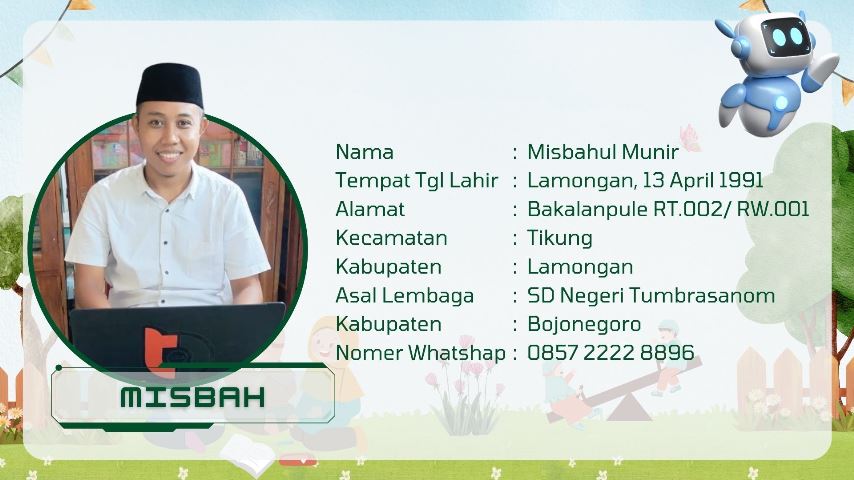 Nama : Misbahul Munir
Tempat Tgl Lahir : Lamongan, 13 April 1991
Alamat : Bakalanpule RT.002/ RW.001
Kecamatan : Tikung
Kabupaten : Lamongan
Asal Lembaga : SD Negeri Tumbrasanom
Kabupaten : Bojonegoro
Nomer Whatshap : 0857 2222 8896
MISBAH